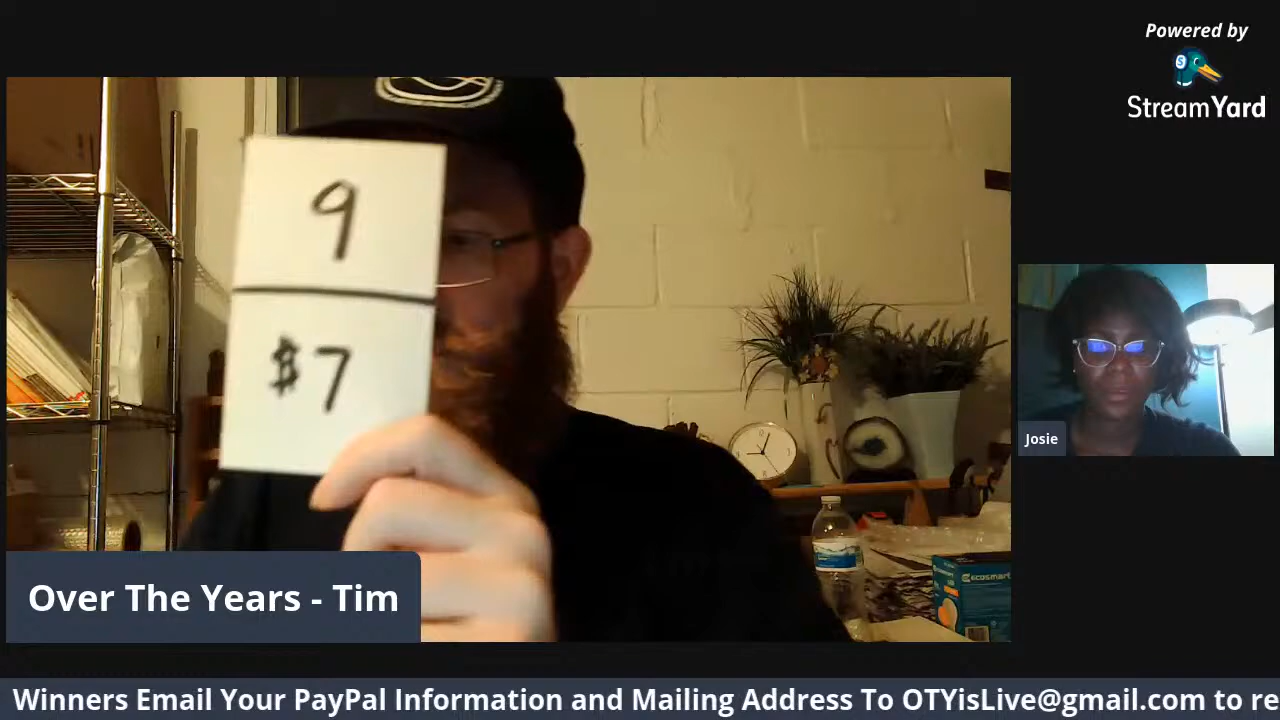 Powered by
StreamYard
9
$7
Josie
ecosmart
Over The Years - Tim
Winners Email Your PayPal Information and Mailing Address To OTYisLive@gmail.com to re